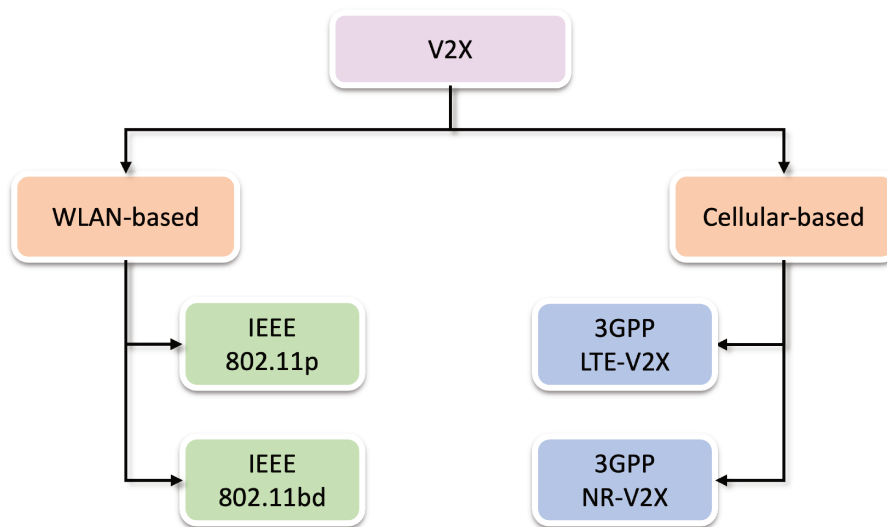 V2X
WLAN-based
Cellular-based
IEEE
802.11p
3GPP
LTE-V2X
IEEE
802.11bd
3GPP
NR-V2X